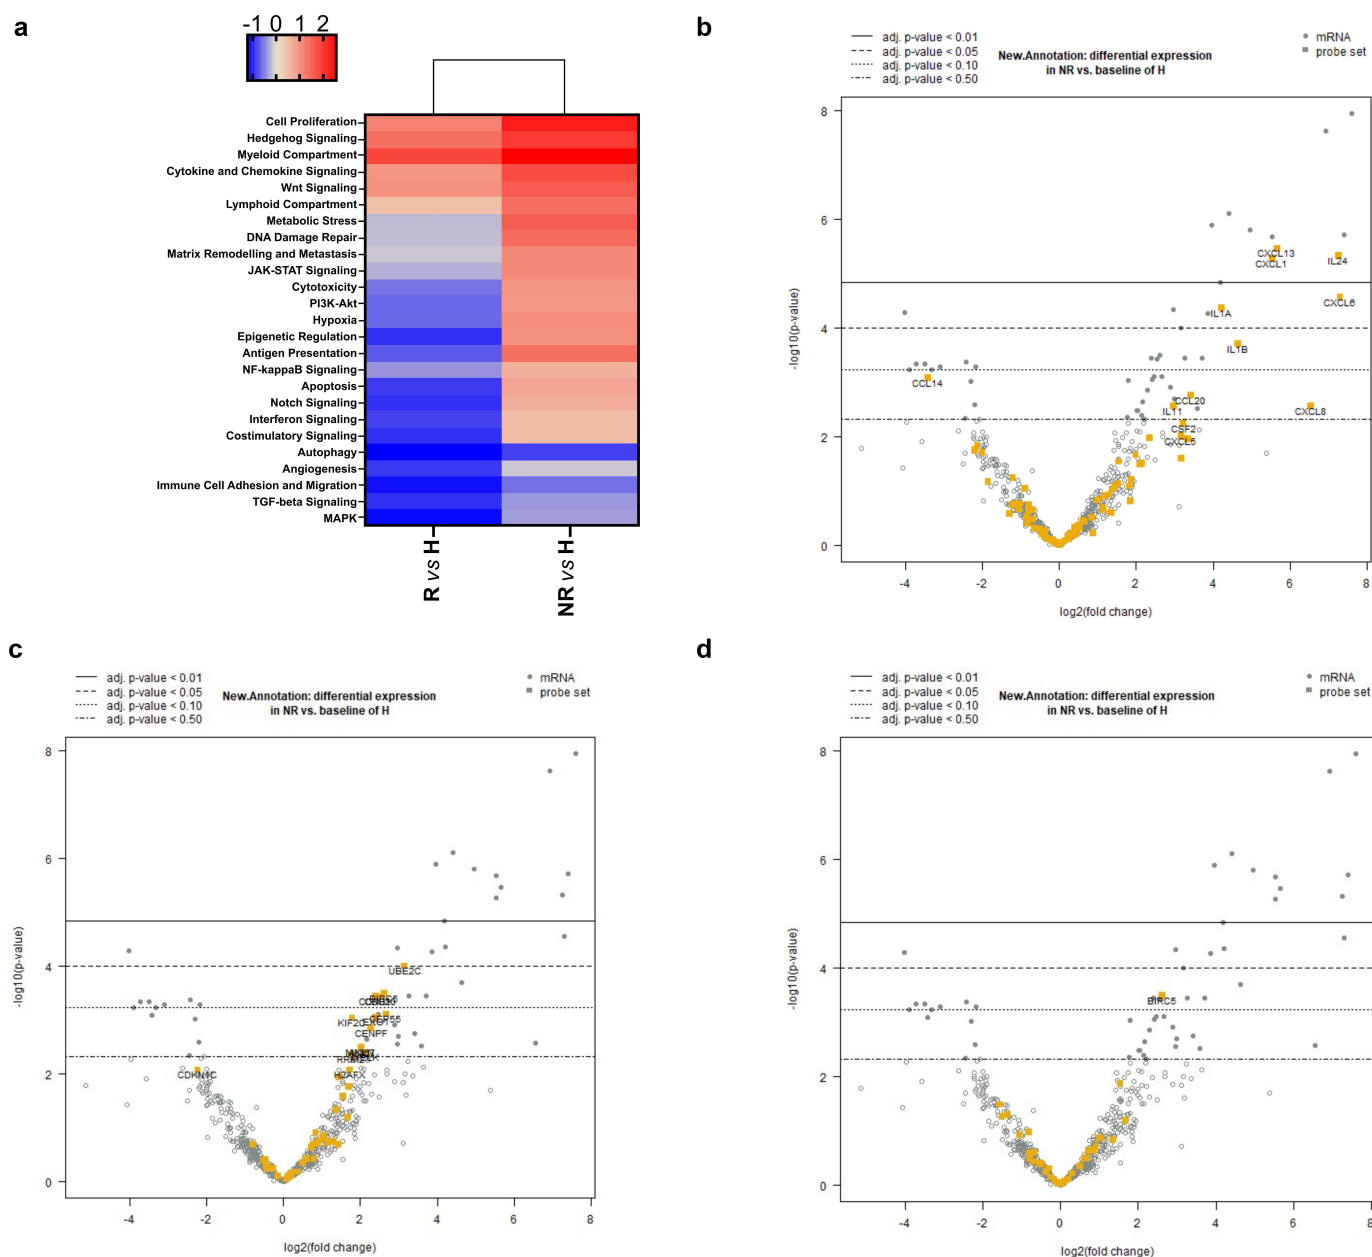 a
-1 0 1 2
Cell Proliferation
Hedgehog Signaling
Myeloid Compartment
Cytokine and Chemokine Signaling
Wnt Signaling
Lymphoid Compartment
Metabolic Stress
DNA Damage Repair
Matrix Remodelling and Metastasis
JAK-STAT Signaling
Cytotoxicity
PI3K-Akt
Hypoxia
Epigenetic Regulation
Antigen Presentation
NF-kappaB Signaling
Apoptosis
Notch Signaling
Interferon Signaling
Costimulatory Signaling
Autophagy
Angiogenesis
Immune Cell Adhesion and Migration
TGF-beta Signaling
MAPK
R vs H
NR vs H
b
adj. p-value < 0.01
adj. p-value < 0.05
adj. p-value < 0.10
adj. p-value < 0.50
New.Annotation: differential expression
in NR vs. baseline of H
mRNA
probe set
8
6
4
2
0
-log10(p-value)
CXCL13
CXCL1
IL24
CXCL6
IL1A
IL1B
CCL14
CCL20
IL11
CXCL8
CSF2
CXCL5
-4 -2 0 2 4 6 8
log2(fold change)
c
adj. p-value < 0.01
adj. p-value < 0.05
adj. p-value < 0.10
adj. p-value < 0.50
New.Annotation: differential expression
in NR vs. baseline of H
mRNA
probe set
8
6
4
2
0
-log10(p-value)
UBE2C
CEP55
KIF2C
EXO1
CENPF
RRM2
H2AFX
CDKN1C
-4 -2 0 2 4 6 8
log2(fold change)
d
adj. p-value < 0.01
adj. p-value < 0.05
adj. p-value < 0.10
adj. p-value < 0.50
New.Annotation: differential expression
in NR vs. baseline of H
mRNA
probe set
8
6
4
2
0
-log10(p-value)
BIRC5
-4 -2 0 2 4 6 8
log2(fold change)